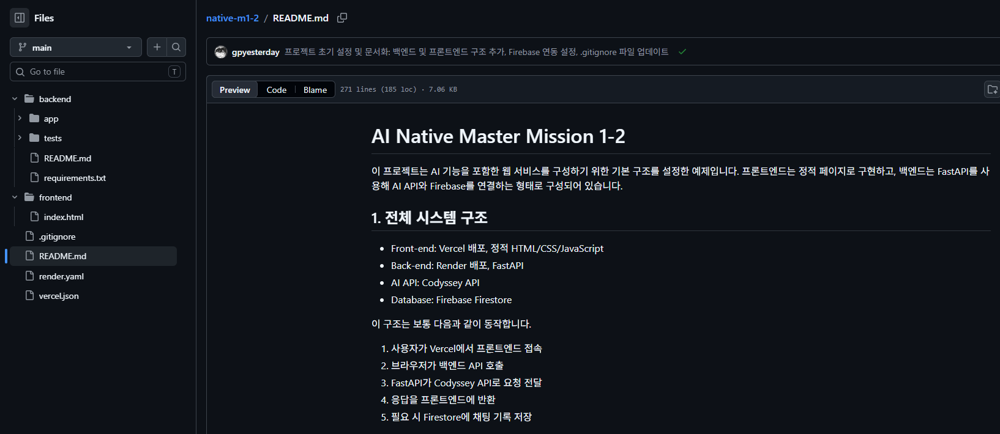 Files
main
Go to file
T
backend
app
tests
README.md
requirements.txt
frontend
index.html
.gitignore
README.md
render.yaml
vercel.json
native-m1-2 / README.md
gpyesterday 프로젝트 초기 설정 및 문서화: 백엔드 및 프론트엔드 구조 추가, Firebase 연동 설정, .gitignore 파일 업데이트
Preview Code Blame 271 lines (185 loc) · 7.06 KB
AI Native Master Mission 1-2
이 프로젝트는 AI 기능을 포함한 웹 서비스를 구성하기 위한 기본 구조를 설정한 예제입니다. 프론트엔드는 정적 페이지로 구현하고, 백엔드는 FastAPI를 사
용해 AI API와 Firebase를 연결하는 형태로 구성되어 있습니다.
1. 전체 시스템 구조
• Front-end: Vercel 배포, 정적 HTML/CSS/JavaScript
• Back-end: Render 배포, FastAPI
• AI API: Codyssey API
• Database: Firebase Firestore
이 구조는 보통 다음과 같이 동작합니다.
1. 사용자가 Vercel에서 프론트엔드 접속
2. 브라우저가 백엔드 API 호출
3. FastAPI가 Codyssey API로 요청 전달
4. 응답을 프론트엔드에 반환
5. 필요 시 Firestore에 채팅 기록 저장